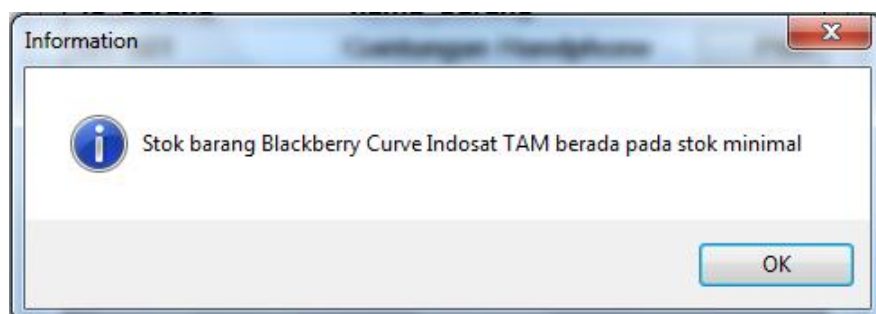 Information
Stok barang Blackberry Curve Indosat TAM berada pada stok minimal
OK